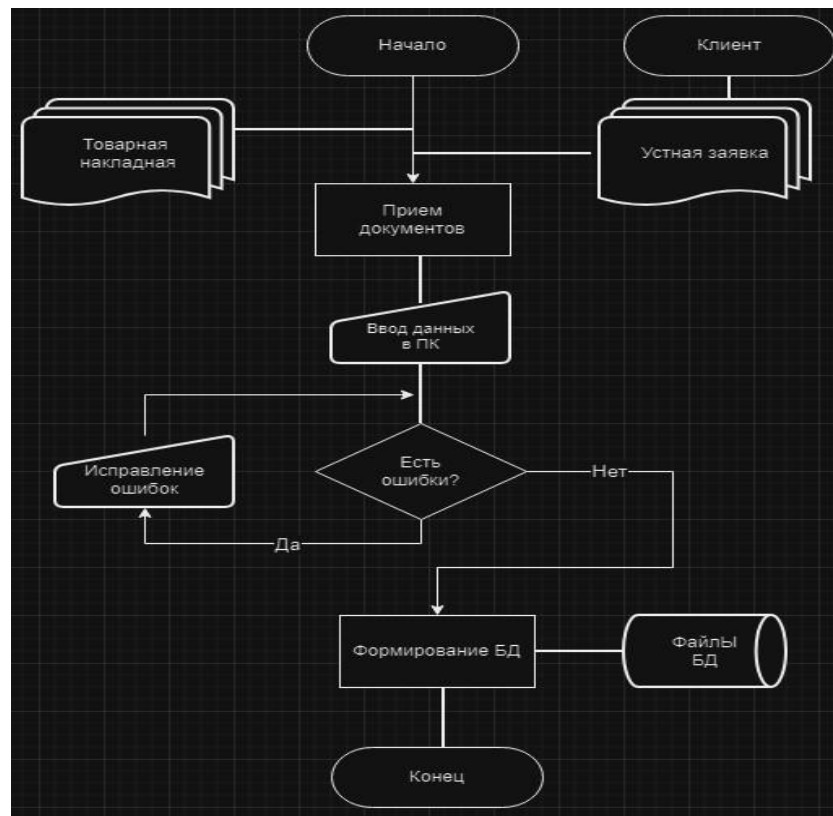 Начало
Клиент
Товарная
накладная
Устная заявка
Прием
документов
Ввод данных
в ПК
Исправление
ошибок
Есть
ошибки?
Нет
Да
Формирование БД
ФайлЫ
БД
Конец